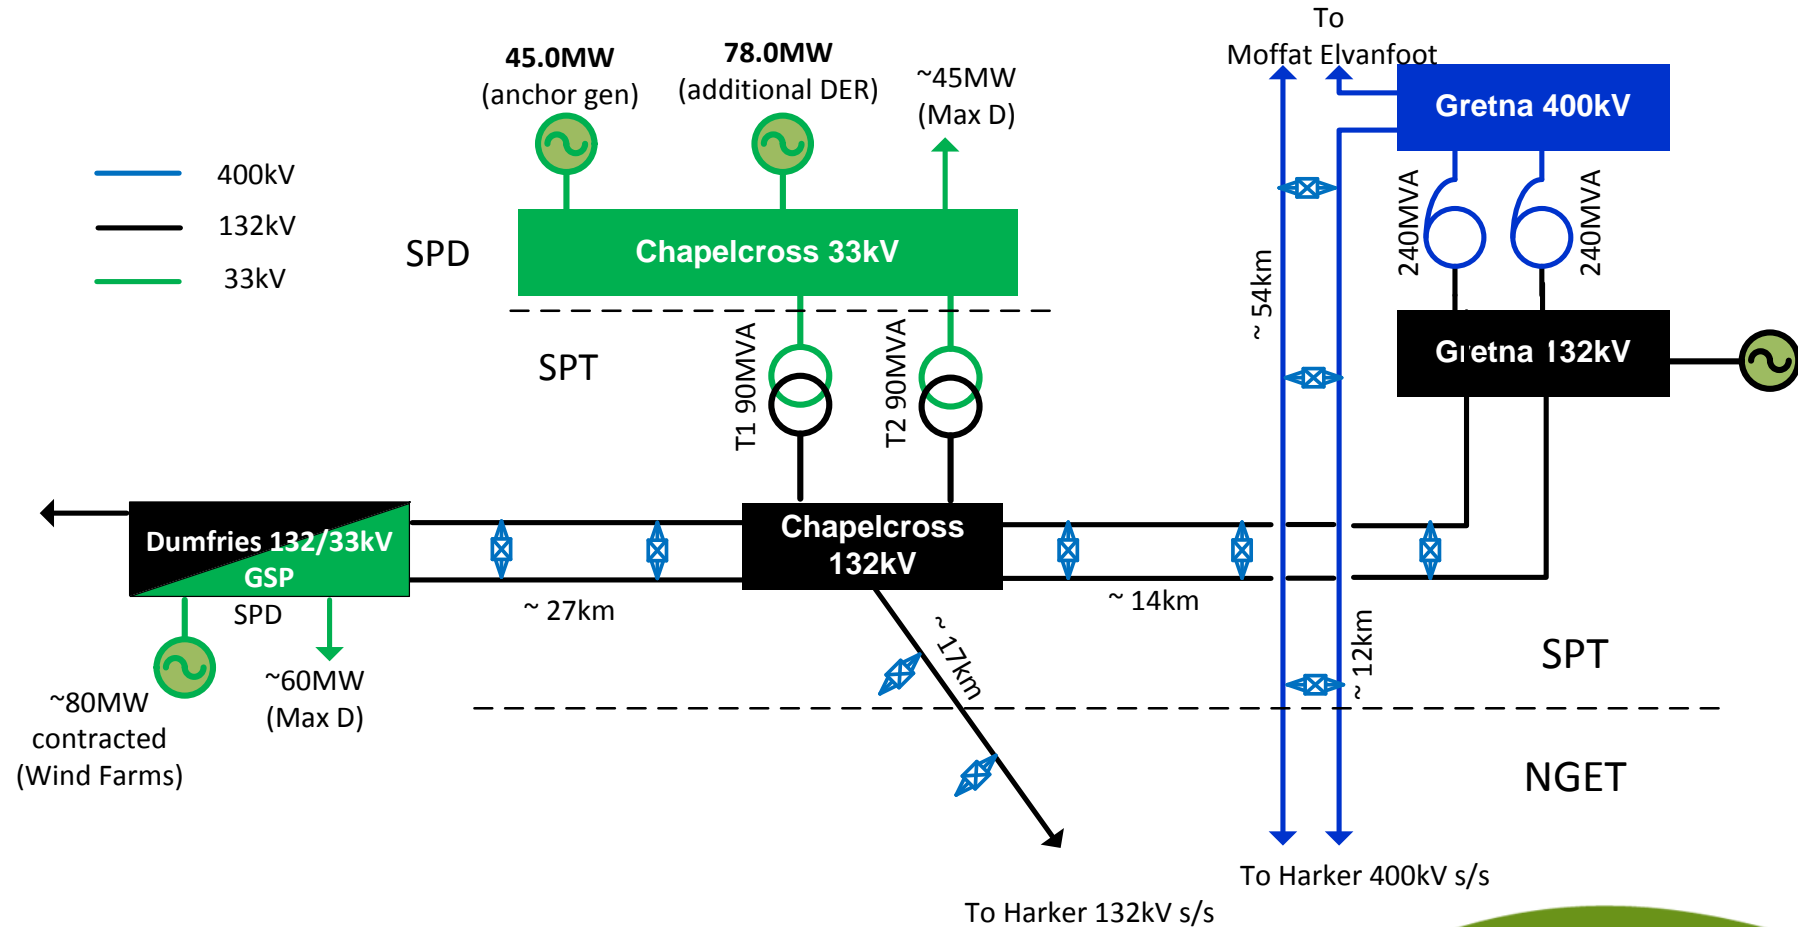 To
Moffat Elvanfoot
45.0MW
(anchor gen)
78.0MW
(additional DER)
~45MW
(Max D)
Gretna 400kV
400kV
132kV
33kV
SPD
Chapelcross 33kV
240MVA
240MVA
~ 54km
SPT
T1 90MVA
T2 90MVA
Gretna 132kV
Dumfries 132/33kV
GSP
Chapelcross
132kV
SPD
~ 27km
~ 14km
~ 17km
~ 12km
SPT
~80MW
contracted
(Wind Farms)
~60MW
(Max D)
NGET
To Harker 400kV s/s
To Harker 132kV s/s